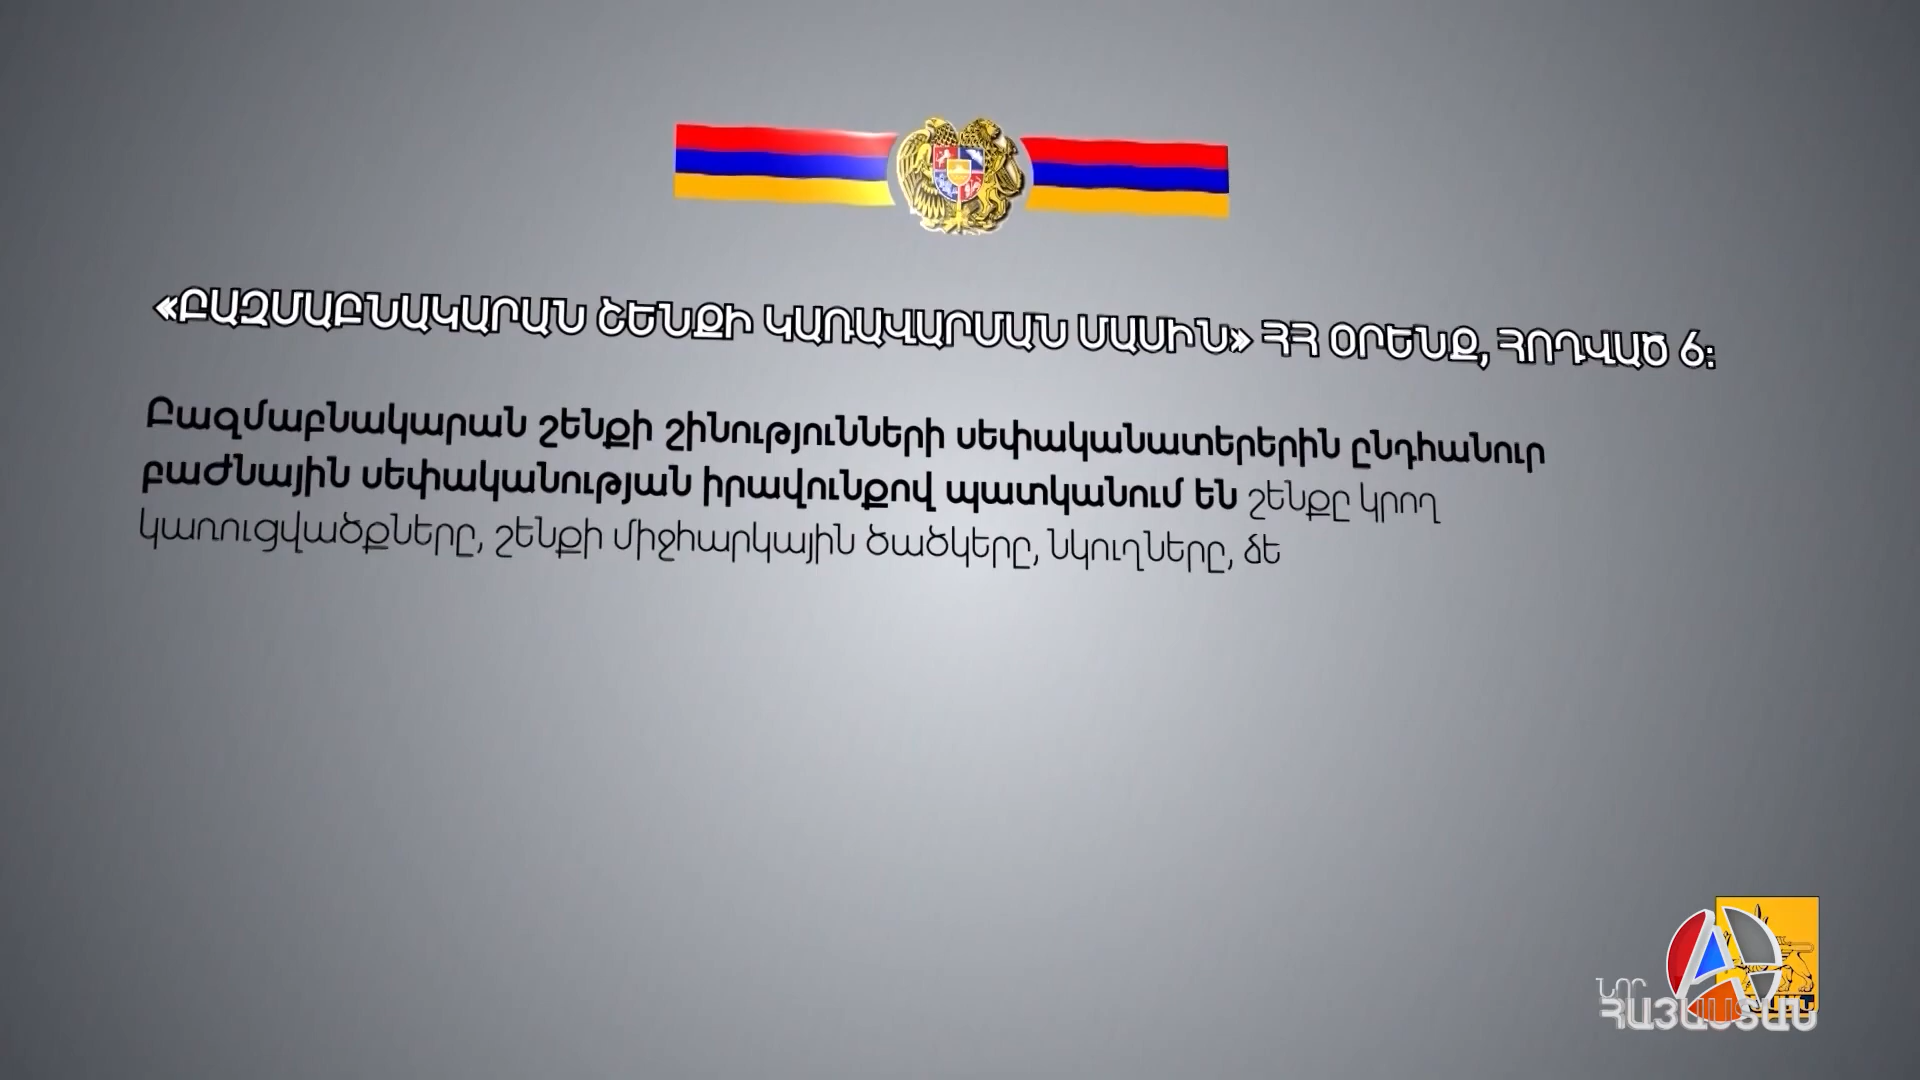 «ԲԱԶՄԱԲՆԱԿԱՐԱՆ ՇԵՆՔԻ ԿԱՌԱՎԱՐՄԱՆ ՄԱՍԻՆ» ՀՀ ՕՐԵՆՔ, ՀՈԴՎԱԾ 6։
Բազմաբնակարան շենքի շինությունների սեփականատերերին ընդհանուր
բաժնային սեփականության իրավունքով պատկանում են շենքը կրող
կառուցվածքները, շենքի միջհարկային ծածկերը, նկուղները, ձե
ՆՈՐ
ՀԱՅԱՍՏԱՆ